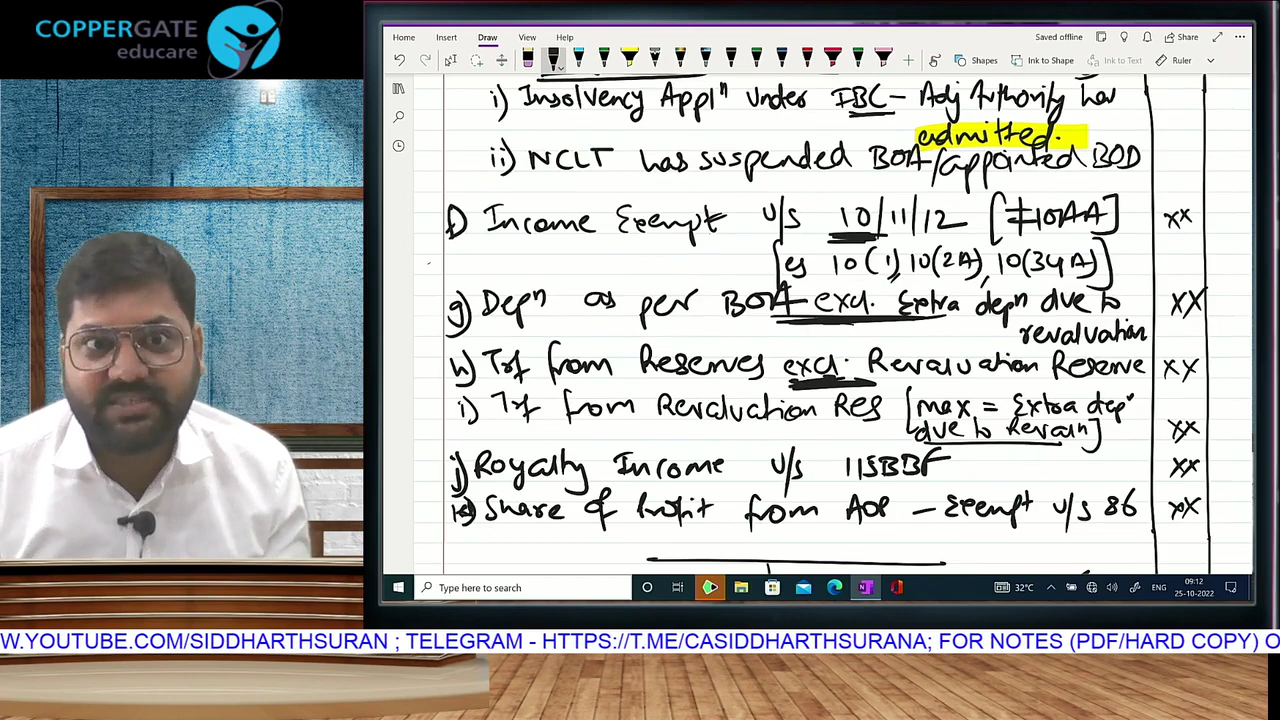 COPPERGATE
educare
Home Insert Draw View Help
Saved offline
Share
Shapes
Ink to Shape
Ink to Text
Ruler
i) Insolvency Applⁿ under IBC - Adj Authority has
admitted.
ii) NCLT has suspended BOA/appointed BOD
f) Income Exempt u/s 10/11/12 [≠10AA] xx
[eg 10(1), 10(2A), 10(34A)]
g) Depⁿ as per BOA excl. Extra depⁿ due to xx
revaluation
h) Trf from Reserves excl. Revaluation Reserve xx
i) Trf from Revaluation Res [max = Extra depⁿ
due to Revalⁿ] xx
j) Royalty Income u/s 115BBF xx
k) Share of Profit from AOP - Exempt u/s 86 xx
Type here to search
32°C
ENG
09:12
25-10-2022
W.YOUTUBE.COM/SIDDHARTHSURAN ; TELEGRAM - HTTPS://T.ME/CASIDDHARTHSURANA; FOR NOTES (PDF/HARD COPY) O